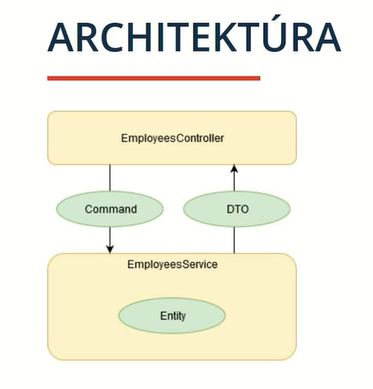 ARCHITEKTÚRA
EmployeesController
Command
DTO
EmployeesService
Entity